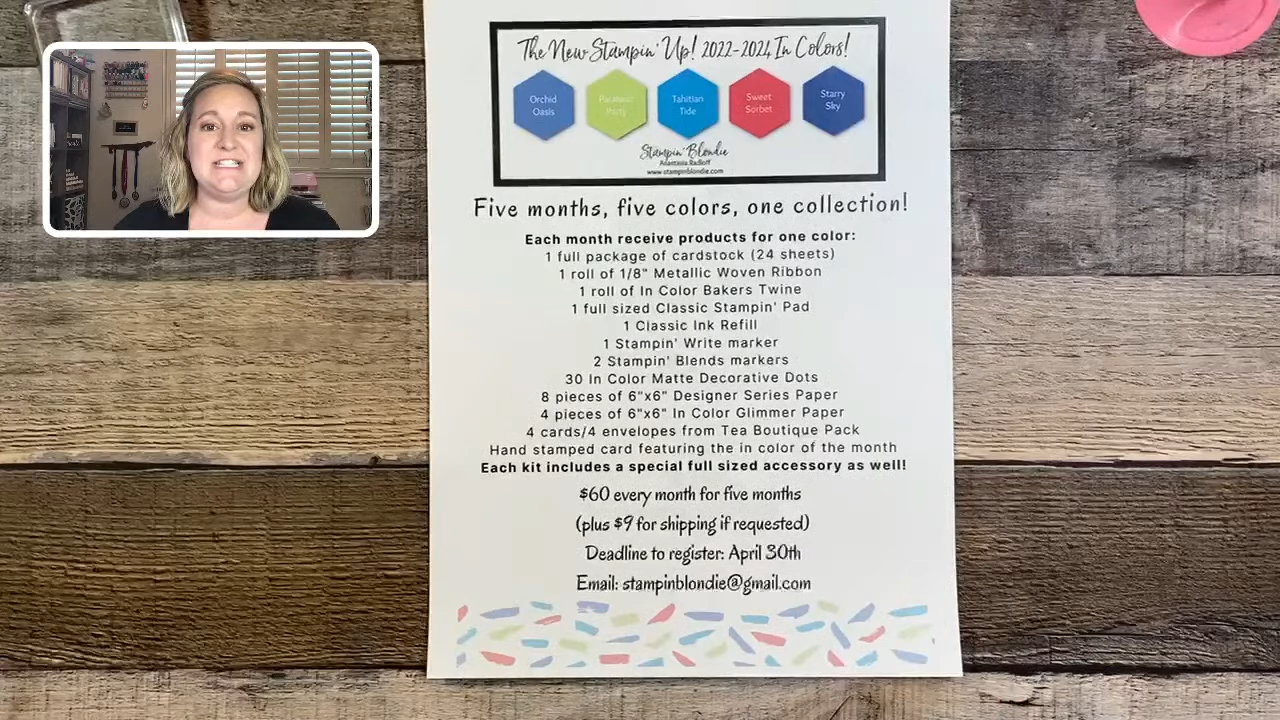 The New Stampin' Up! 2022-2024 In Colors!
Orchid Oasis
Parakeet Party
Tahitian Tide
Sweet Sorbet
Starry Sky
Stampin' Blondie
Anastasia Radloff
www.stampinblondie.com
Five months, five colors, one collection!
Each month receive products for one color:
1 full package of cardstock (24 sheets)
1 roll of 1/8" Metallic Woven Ribbon
1 roll of In Color Bakers Twine
1 full sized Classic Stampin' Pad
1 Classic Ink Refill
1 Stampin' Write marker
2 Stampin' Blends markers
30 In Color Matte Decorative Dots
8 pieces of 6"x6" Designer Series Paper
4 pieces of 6"x6" In Color Glimmer Paper
4 cards/4 envelopes from Tea Boutique Pack
Hand stamped card featuring the in color of the month
Each kit includes a special full sized accessory as well!
$60 every month for five months
(plus $9 for shipping if requested)
Deadline to register: April 30th
Email: stampinblondie@gmail.com